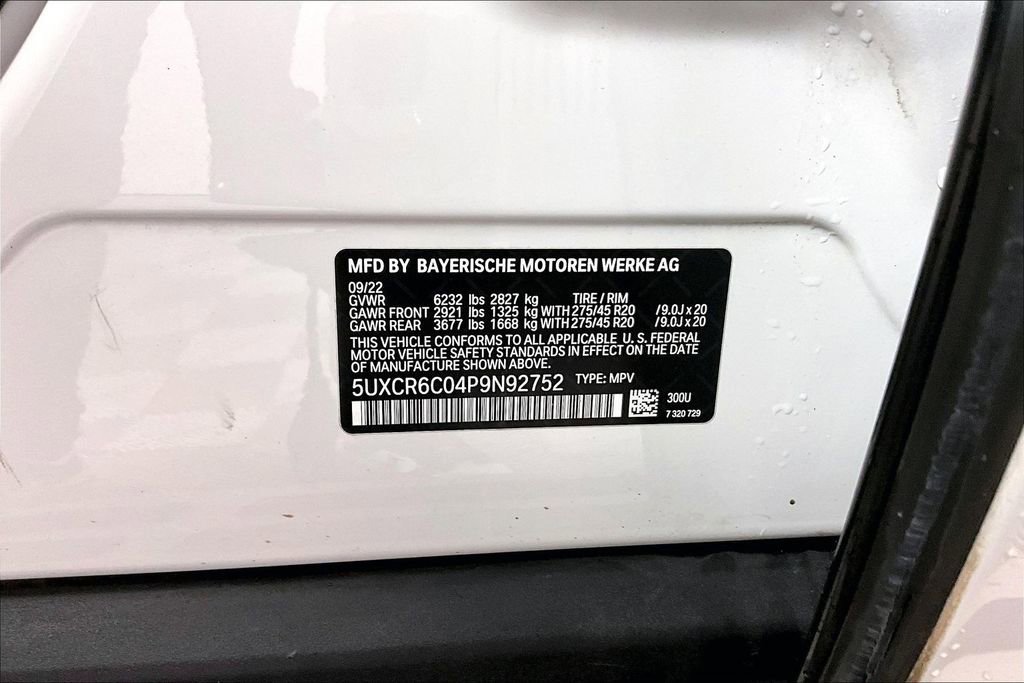 MFD BY BAYERISCHE MOTOREN WERKE AG
09/22
GVWR 6232 lbs 2827 kg TIRE / RIM
GAWR FRONT 2921 lbs 1325 kg WITH 275/45 R20 / 9.0J x 20
GAWR REAR 3677 lbs 1668 kg WITH 275/45 R20 / 9.0J x 20
THIS VEHICLE CONFORMS TO ALL APPLICABLE U. S. FEDERAL
MOTOR VEHICLE SAFETY STANDARDS IN EFFECT ON THE DATE
OF MANUFACTURE SHOWN ABOVE.
5UXCR6C04P9N92752 TYPE: MPV
300U
7 320 729